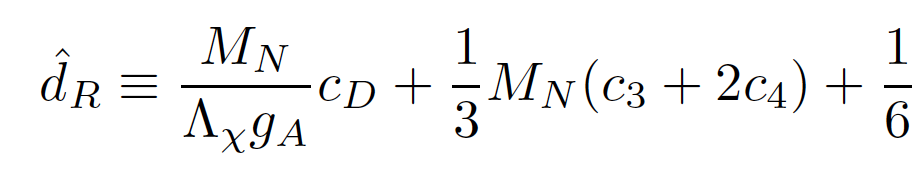 $\hat{d}_R \equiv \frac{M_N}{\Lambda_\chi g_A} c_D + \frac{1}{3} M_N (c_3 + 2c_4) + \frac{1}{6}$